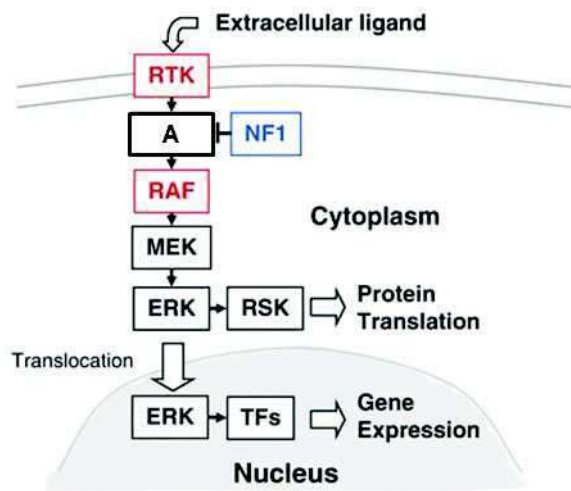 Extracellular ligand
RTK
A
NF1
RAF
Cytoplasm
MEK
ERK
RSK
Protein
Translation
Translocation
ERK
TFs
Gene
Expression
Nucleus